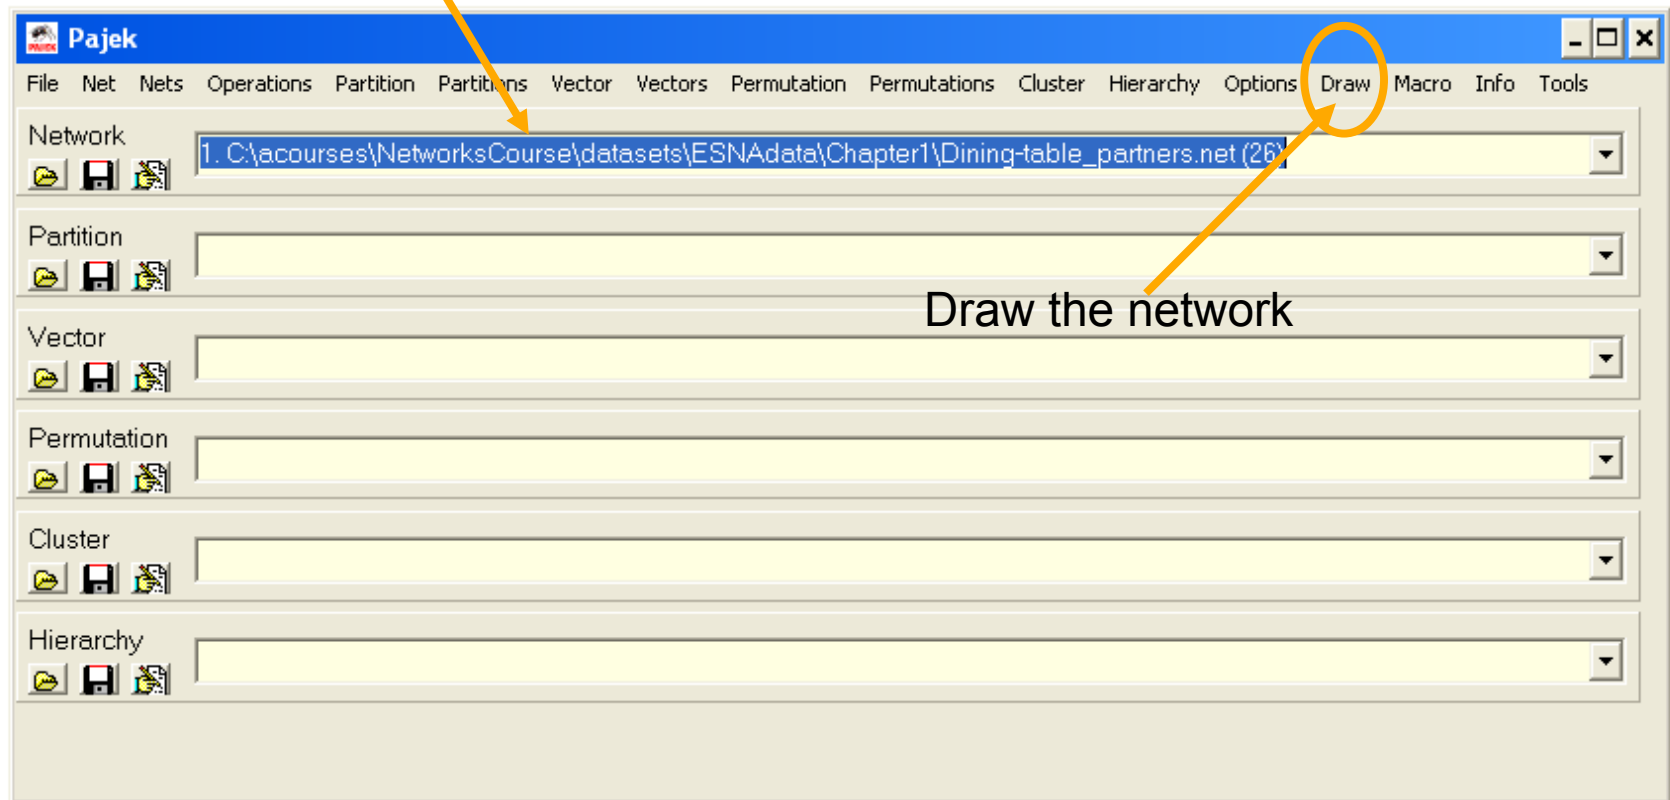 Pajek
File Net Nets Operations Partition Partitions Vector Vectors Permutation Permutations Cluster Hierarchy Options Draw Macro Info Tools
Network
1. C:\acourses\NetworksCourse\datasets\ESNAdata\Chapter1\Dining-table_partners.net (26)
Partition
Draw the network
Vector
Permutation
Cluster
Hierarchy